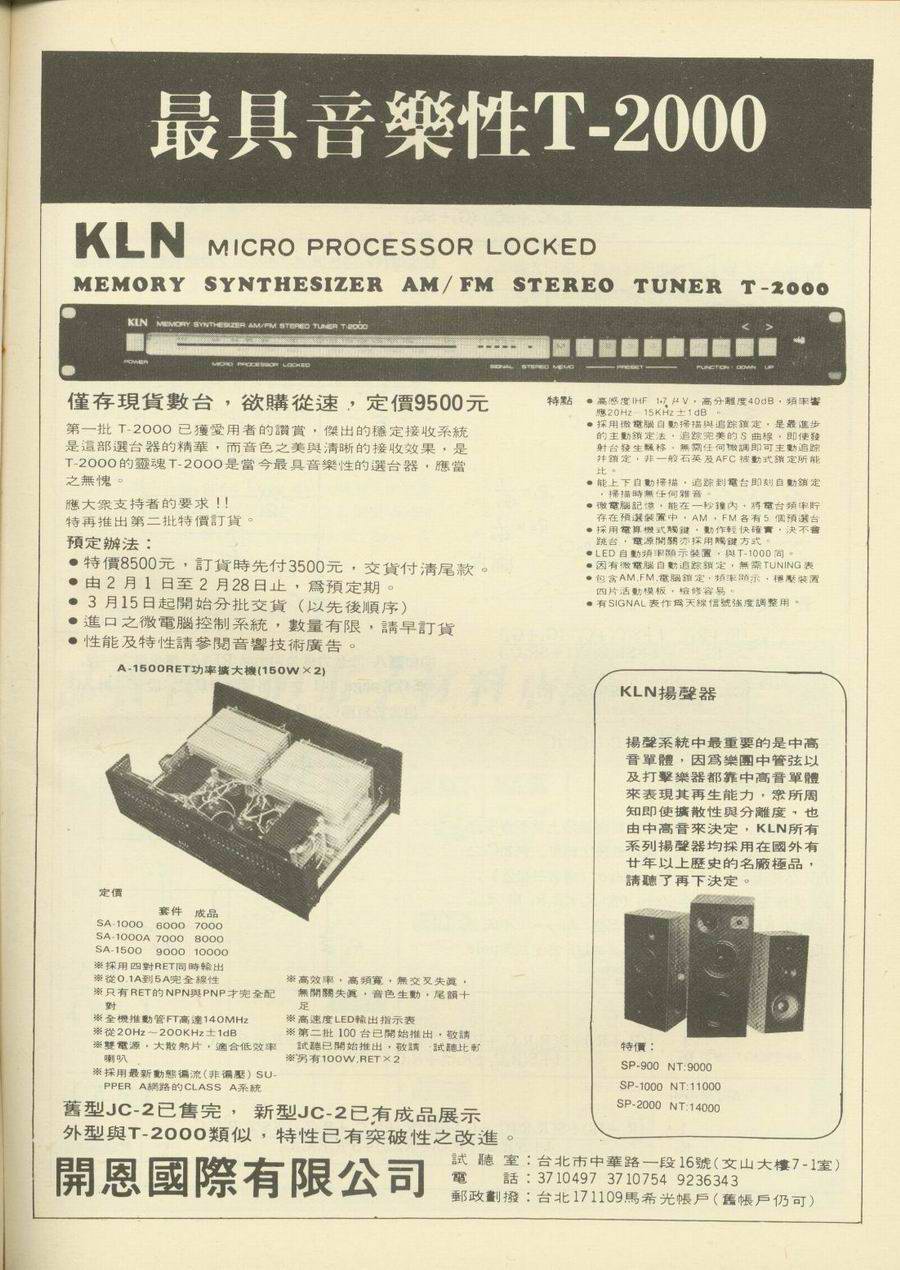 最具音樂性T-2000
KLN MICRO PROCESSOR LOCKED
MEMORY SYNTHESIZER AM/FM STEREO TUNER T-2000
KLN MEMORY SYNTHESIZER AM/FM STEREO TUNER T-2000
POWER MICRO PROCESSOR LOCKED SIGNAL STEREO MEMO PRESET FUNCTION DOWN UP
僅存現貨數台，欲購從速，定價9500元
第一批 T-2000 已獲愛用者的讚賞，傑出的穩定接收系統
是這部選台器的精華，而音色之美與清晰的接收效果，是
T-2000的靈魂T-2000是當今最具音樂性的選台器，應當
之無愧。
應大衆支持者的要求！！
特再推出第二批特價訂貨。
預定辦法：
●特價8500元，訂貨時先付3500元，交貨付淸尾款。
●由2月1日至2月28日止，爲預定期。
●3月15日起開始分批交貨（以先後順序）
●進口之微電腦控制系統，數量有限，請早訂貨
●性能及特性請參閱音響技術廣告。
特點 ●高感度IHF 1.7μV，高分離度40dB，頻率響
應20Hz～15KHz±1dB。
●採用微電腦自動掃描與追踪鎖定，是最進步
的主動鎖定法，追踪完美的S曲線，即使發
射台發生飄移，無需任何微調即可主動追踪
幷鎖定，非一般石英及AFC被動式鎖定所能
比。
●能上下自動掃描，追踪到電台即刻自動鎖定
，掃描時無任何雜音。
●微電腦記憶，能在一秒鐘內，將電台頻率貯
存在預選裝置中，AM，FM各有5個預選台
●採用電算機式觸鍵，動作輕快確實，決不會
跳台，電源開關亦採用觸鍵方式。
●LED自動頻率顯示裝置，與T-1000同。
●因有微電腦自動追踪鎖定，無需TUNING表
●包含AM.FM.電腦鎖定，頻率顯示，穩壓裝置
四片活動模板，檢修容易。
●有SIGNAL表作爲天線信號強度調整用。
A-1500RET功率擴大機(150W×2)
定價
套件 成品
SA-1000 6000 7000
SA-1000A 7000 8000
SA-1500 9000 10000
※採用四對RET同時輸出
※從0.1A到5A完全線性
※只有RET的NPN與PNP才完全配
對
※全機推動管FT高達140MHz
※從20Hz～200KHz±1dB
※雙電源，大散熱片，適合低效率
喇叭
※採用最新動態偏流(非偏壓)SU-
PPER A網路的CLASS A系統
※高效率，高頻寬，無交叉失眞，
無開關失眞，音色生動，尾韻十
足
※高速度LED輸出指示表
※第二批100台已開始推出，敬請
試聽已開始推出，敬請 試聽比較
※另有100W.RET×2
KLN揚聲器
揚聲系統中最重要的是中高
音單體，因爲樂團中管弦以
及打擊樂器都靠中高音單體
來表現其再生能力，衆所周
知即使擴散性與分離度，也
由中高音來決定，KLN所有
系列揚聲器均採用在國外有
廿年以上歷史的名廠極品，
請聽了再下決定。
特價：
SP-900 NT:9000
SP-1000 NT:11000
SP-2000 NT:14000
舊型JC-2已售完，新型JC-2已有成品展示
外型與T-2000類似，特性已有突破性之改進。
開恩國際有限公司
試聽室：台北市中華路一段16號(文山大樓7-1室)
電話：3710497 3710754 9236343
郵政劃撥：台北171109馬希光帳戶(舊帳戶仍可)